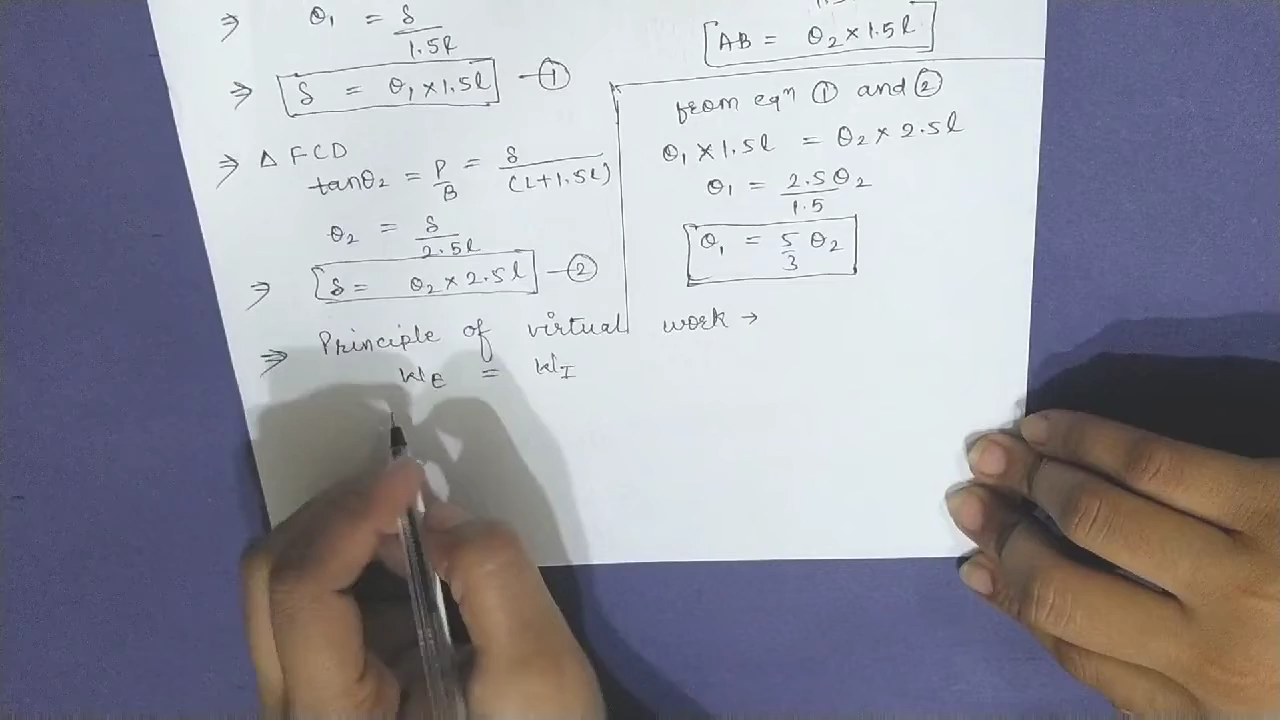 ⇒ θ₁ = δ/1.5l
⇒ δ = θ₁ × 1.5l —①
⇒ △ FCD
tanθ₂ = P/B = δ/(l+1.5l)
θ₂ = δ/2.5l
⇒ δ = θ₂ × 2.5l —②
[AB = θ₂ × 1.5l]
from eqⁿ ① and ②
θ₁ × 1.5l = θ₂ × 2.5l
θ₁ = 2.5θ₂/1.5
θ₁ = 5/3 θ₂
⇒ Principle of virtual work →
WE = WI